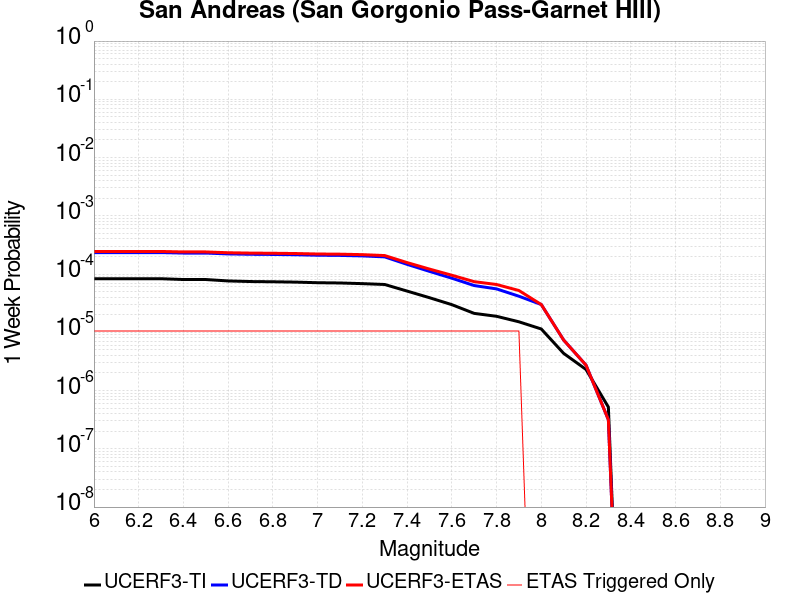 San Andreas (San Gorgonio Pass-Garnet HIll)
10^0
10^-1
10^-2
10^-3
10^-4
10^-5
10^-6
10^-7
10^-8
1 Week Probability
6 6.2 6.4 6.6 6.8 7 7.2 7.4 7.6 7.8 8 8.2 8.4 8.6 8.8 9
Magnitude
UCERF3-TI UCERF3-TD UCERF3-ETAS ETAS Triggered Only